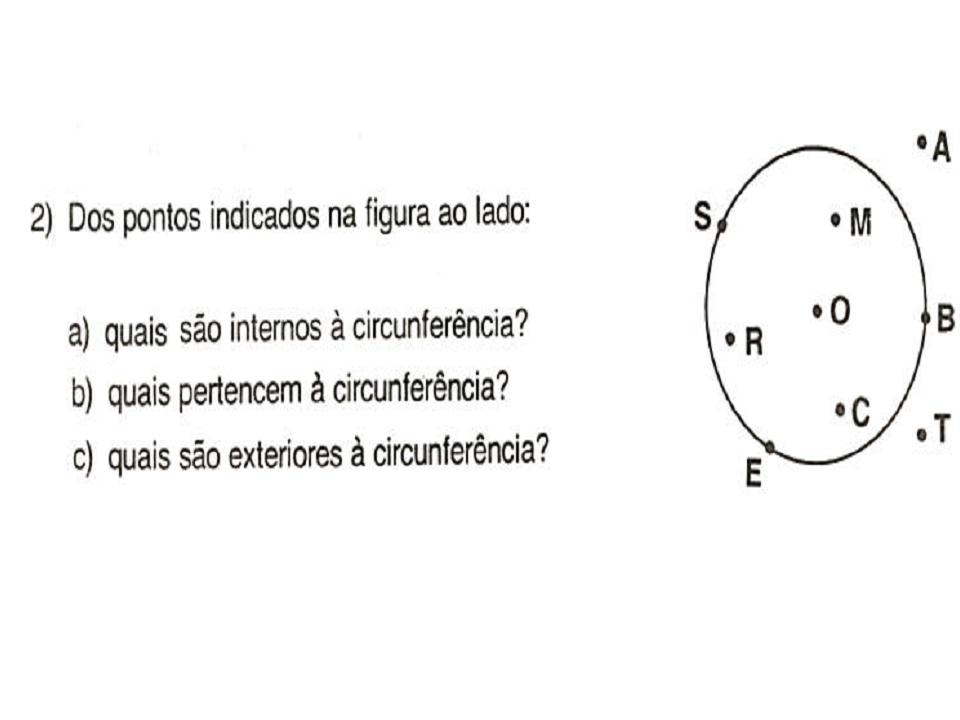 2) Dos pontos indicados na figura ao lado:
a) quais são internos à circunferência?
b) quais pertencem à circunferência?
c) quais são exteriores à circunferência?
A
S
M
O
B
R
C
T
E